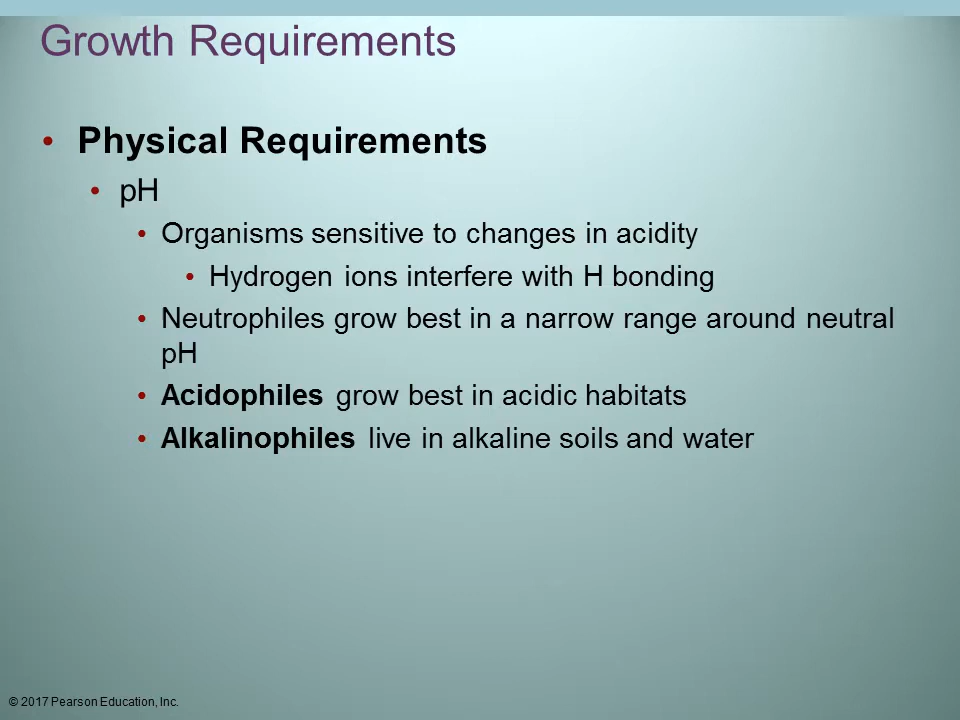 Growth Requirements
• Physical Requirements
• pH
• Organisms sensitive to changes in acidity
• Hydrogen ions interfere with H bonding
• Neutrophiles grow best in a narrow range around neutral
pH
• Acidophiles grow best in acidic habitats
• Alkalinophiles live in alkaline soils and water
© 2017 Pearson Education, Inc.